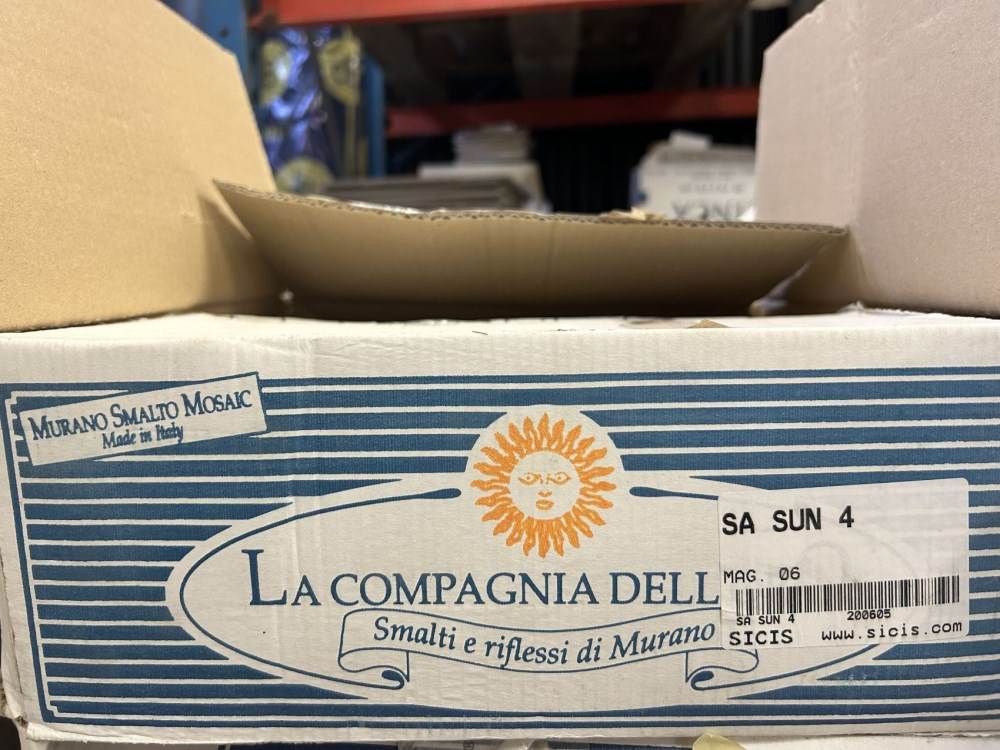 MURANO SMALTO MOSAIC
Made in Italy
LA COMPAGNIA DELL
Smalti e riflessi di Murano
SA SUN 4
MAG. 06
SA SUN 4 200605
SICIS www.sicis.com